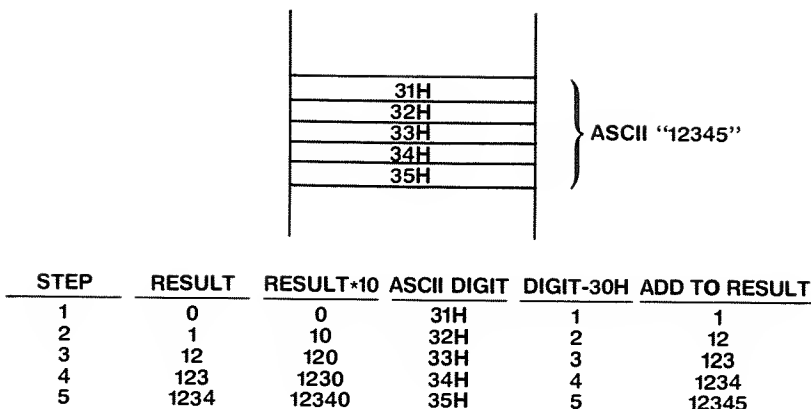 31H
32H
33H
34H
35H
ASCII “12345”
STEP RESULT RESULT*10 ASCII DIGIT DIGIT-30H ADD TO RESULT
1 0 0 31H 1 1
2 1 10 32H 2 12
3 12 120 33H 3 123
4 123 1230 34H 4 1234
5 1234 12340 35H 5 12345